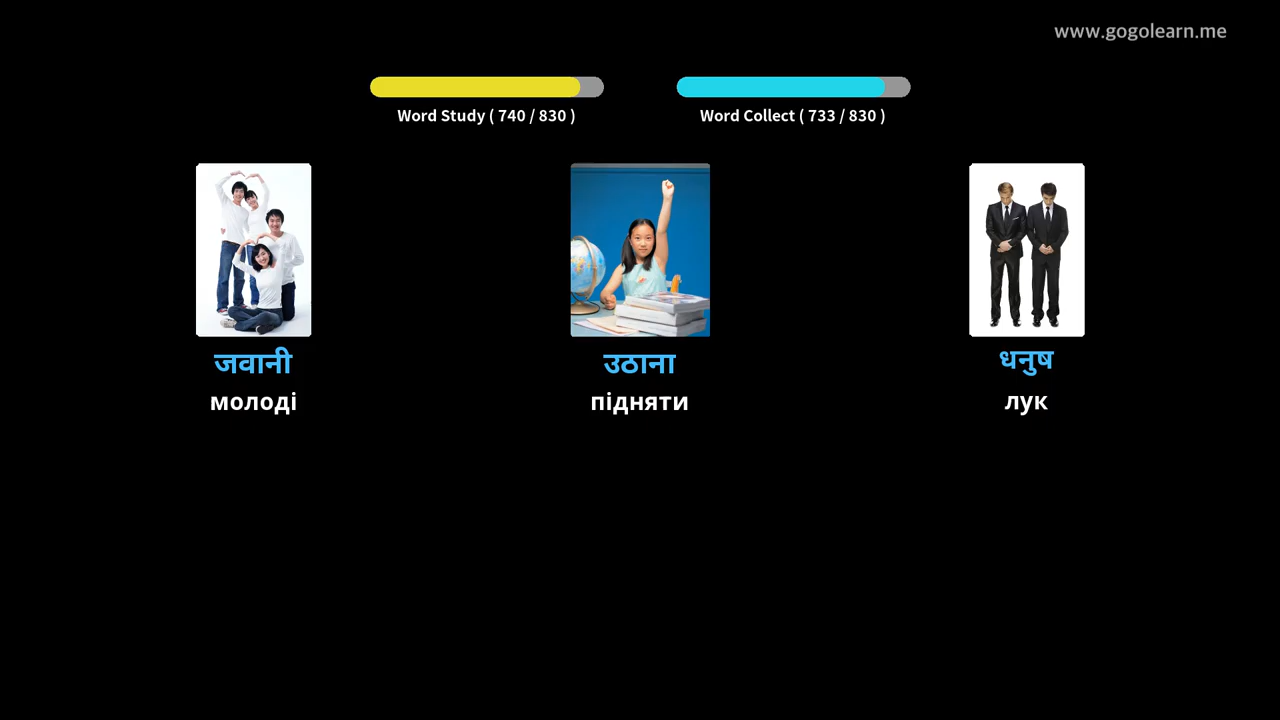 www.gogolearn.me
Word Study ( 740 / 830 )
Word Collect ( 733 / 830 )
जवानी
молоді
उठाना
підняти
धनुष
лук